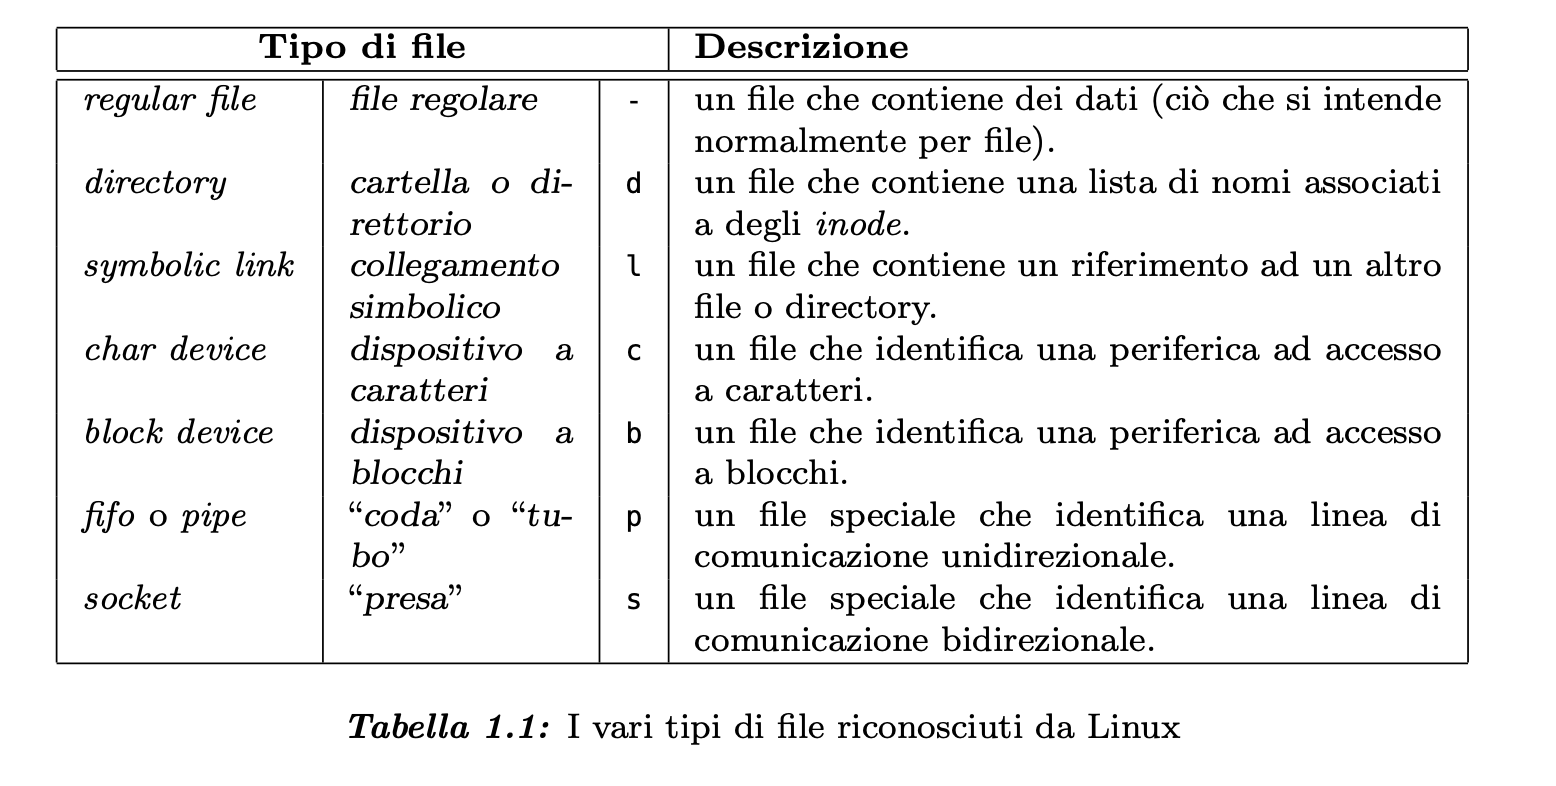 Tipo di file Descrizione
regular file file regolare - un file che contiene dei dati (ciò che si intende
normalmente per file).
directory cartella o di- d un file che contiene una lista di nomi associati
rettorio a degli inode.
symbolic link collegamento l un file che contiene un riferimento ad un altro
simbolico file o directory.
char device dispositivo a c un file che identifica una periferica ad accesso
caratteri a caratteri.
block device dispositivo a b un file che identifica una periferica ad accesso
blocchi a blocchi.
fifo o pipe “coda” o “tu- p un file speciale che identifica una linea di
bo” comunicazione unidirezionale.
socket “presa” s un file speciale che identifica una linea di
comunicazione bidirezionale.
Tabella 1.1: I vari tipi di file riconosciuti da Linux